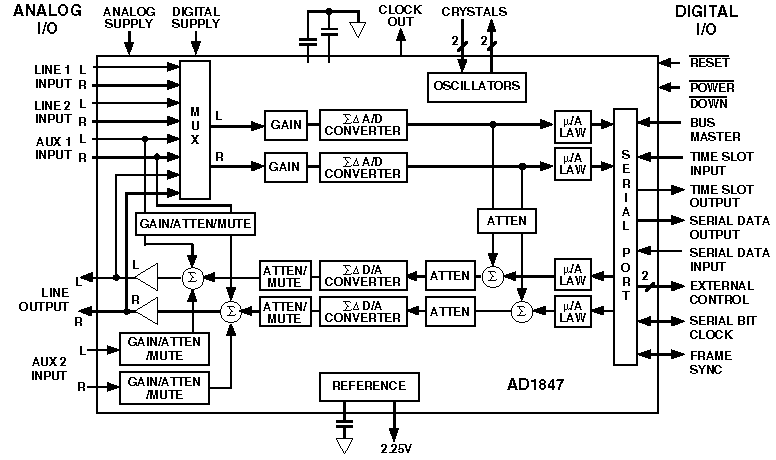 ANALOG
I/O
ANALOG
SUPPLY
DIGITAL
SUPPLY
CLOCK
OUT
CRYSTALS
DIGITAL
I/O
2
2
OSCILLATORS
LINE 1
INPUT
L
R
LINE 2
INPUT
L
R
AUX 1
INPUT
L
R
MUX
L
R
GAIN
ΣΔ A/D
CONVERTER
μ/A
LAW
GAIN
ΣΔ A/D
CONVERTER
μ/A
LAW
SERIAL PORT
GAIN/ATTEN/MUTE
ATTEN
L
Σ
ATTEN/
MUTE
ΣΔ D/A
CONVERTER
ATTEN
Σ
μ/A
LAW
R
Σ
ATTEN/
MUTE
ΣΔ D/A
CONVERTER
ATTEN
Σ
μ/A
LAW
LINE
OUTPUT
L
R
AUX 2
INPUT
L
R
GAIN/ATTEN
/MUTE
GAIN/ATTEN
/MUTE
REFERENCE
2.25V
AD1847
RESET
POWER
DOWN
BUS
MASTER
TIME SLOT
INPUT
TIME SLOT
OUTPUT
SERIAL DATA
OUTPUT
SERIAL DATA
INPUT
2
EXTERNAL
CONTROL
SERIAL BIT
CLOCK
FRAME
SYNC